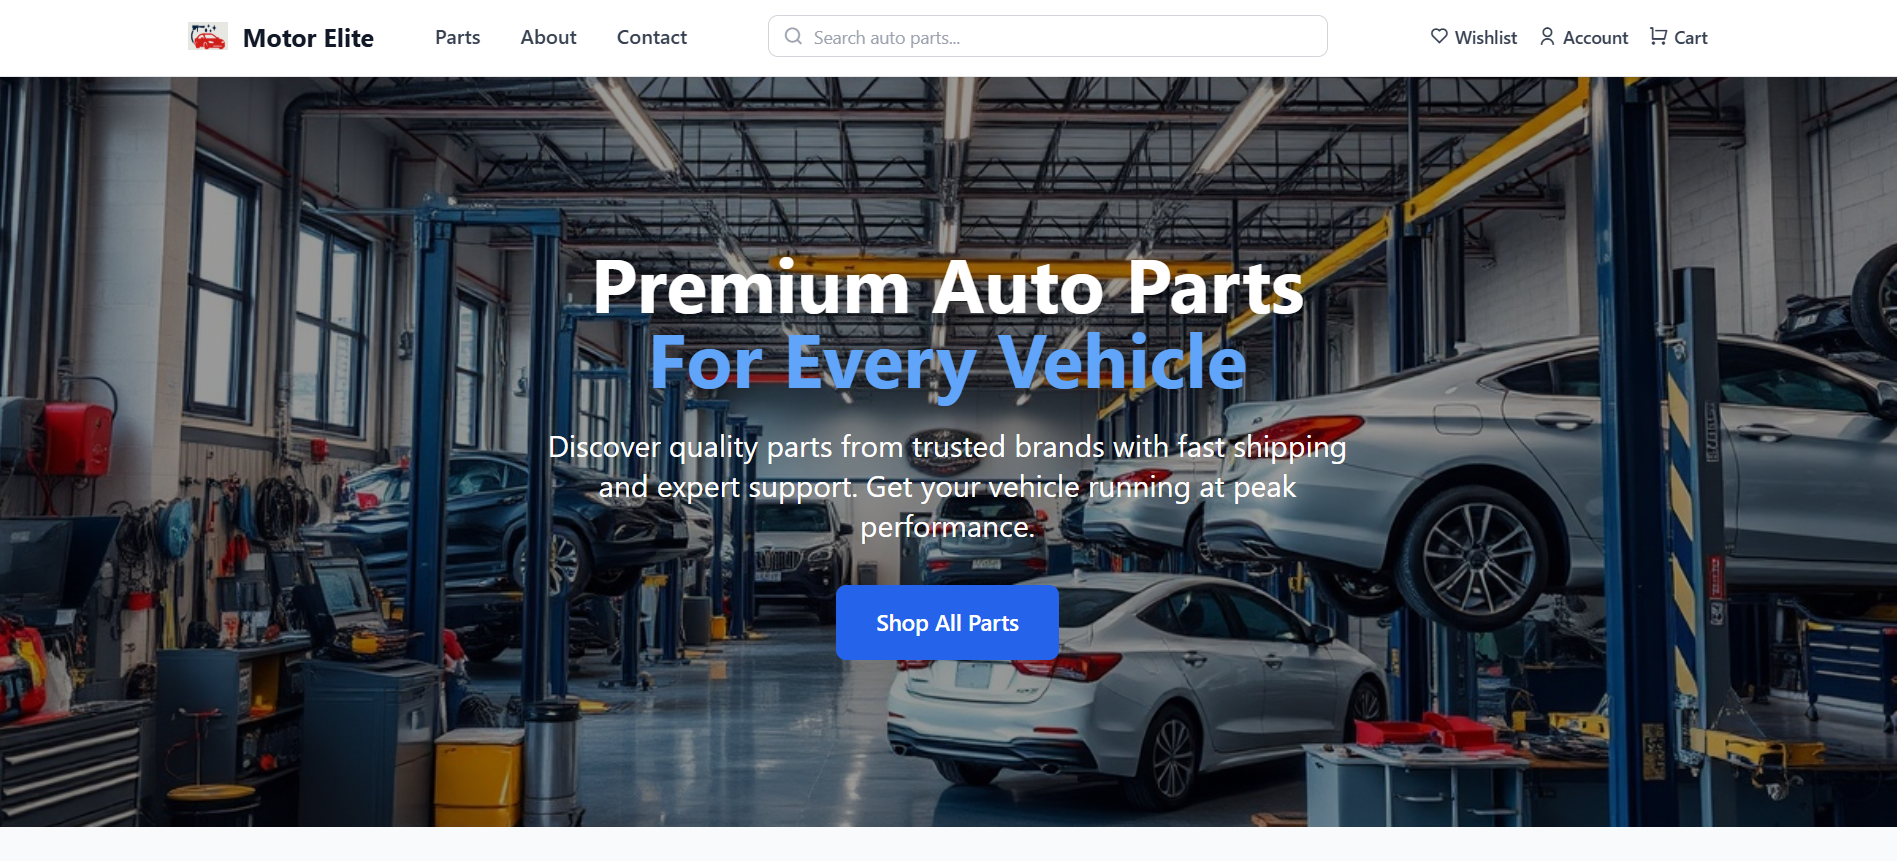 Motor Elite
Parts
About
Contact
Search auto parts...
Wishlist
Account
Cart
Premium Auto Parts
For Every Vehicle
Discover quality parts from trusted brands with fast shipping
and expert support. Get your vehicle running at peak
performance.
Shop All Parts